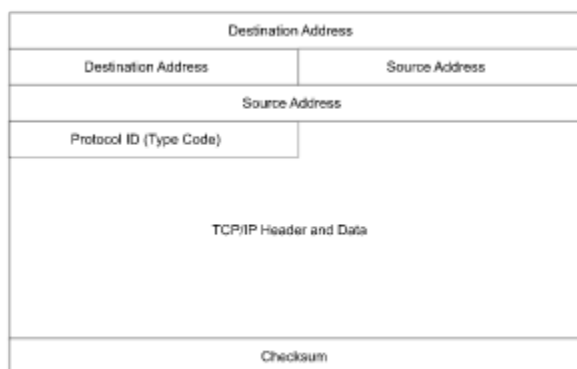 Destination Address
Destination Address Source Address
Source Address
Protocol ID (Type Code)
TCP/IP Header and Data
Checksum